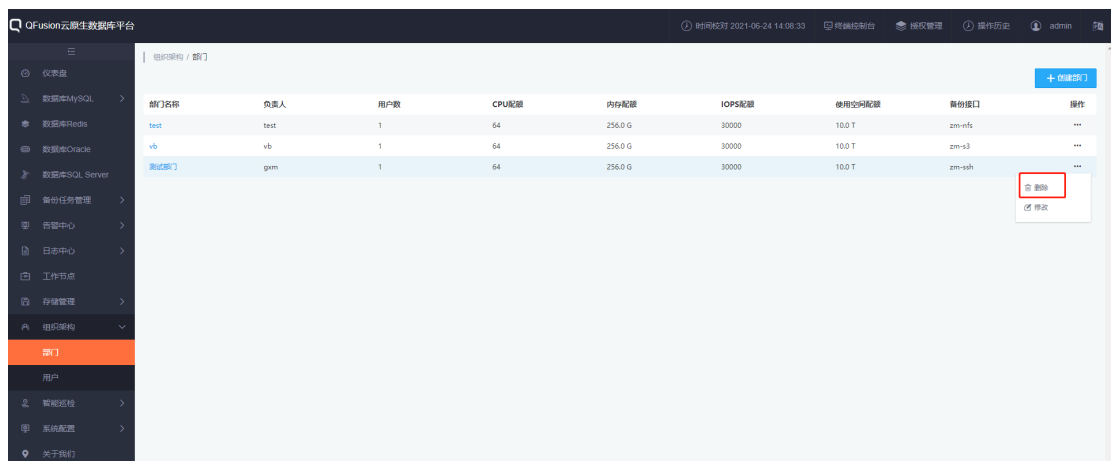 QFusion云原生数据库平台
时间校对 2021-06-24 14:08:33 终端控制台 授权管理 操作历史 admin
组织架构 / 部门
仪表盘
创建部门
数据库MySQL
部门名称 负责人 用户数 CPU配额 内存配额 IOPS配额 使用空间配额 备份接口 操作
数据库Redis
test test 1 64 256.0 G 30000 10.0 T zm-nfs ...
数据库Oracle
vb vb 1 64 256.0 G 30000 10.0 T zm-s3 ...
测试部门 gxm 1 64 256.0 G 30000 10.0 T zm-ssh ...
数据库SQL Server
删除
备份任务管理
修改
告警中心
日志中心
工作节点
存储管理
组织架构
部门
用户
智能巡检
系统配置
关于我们